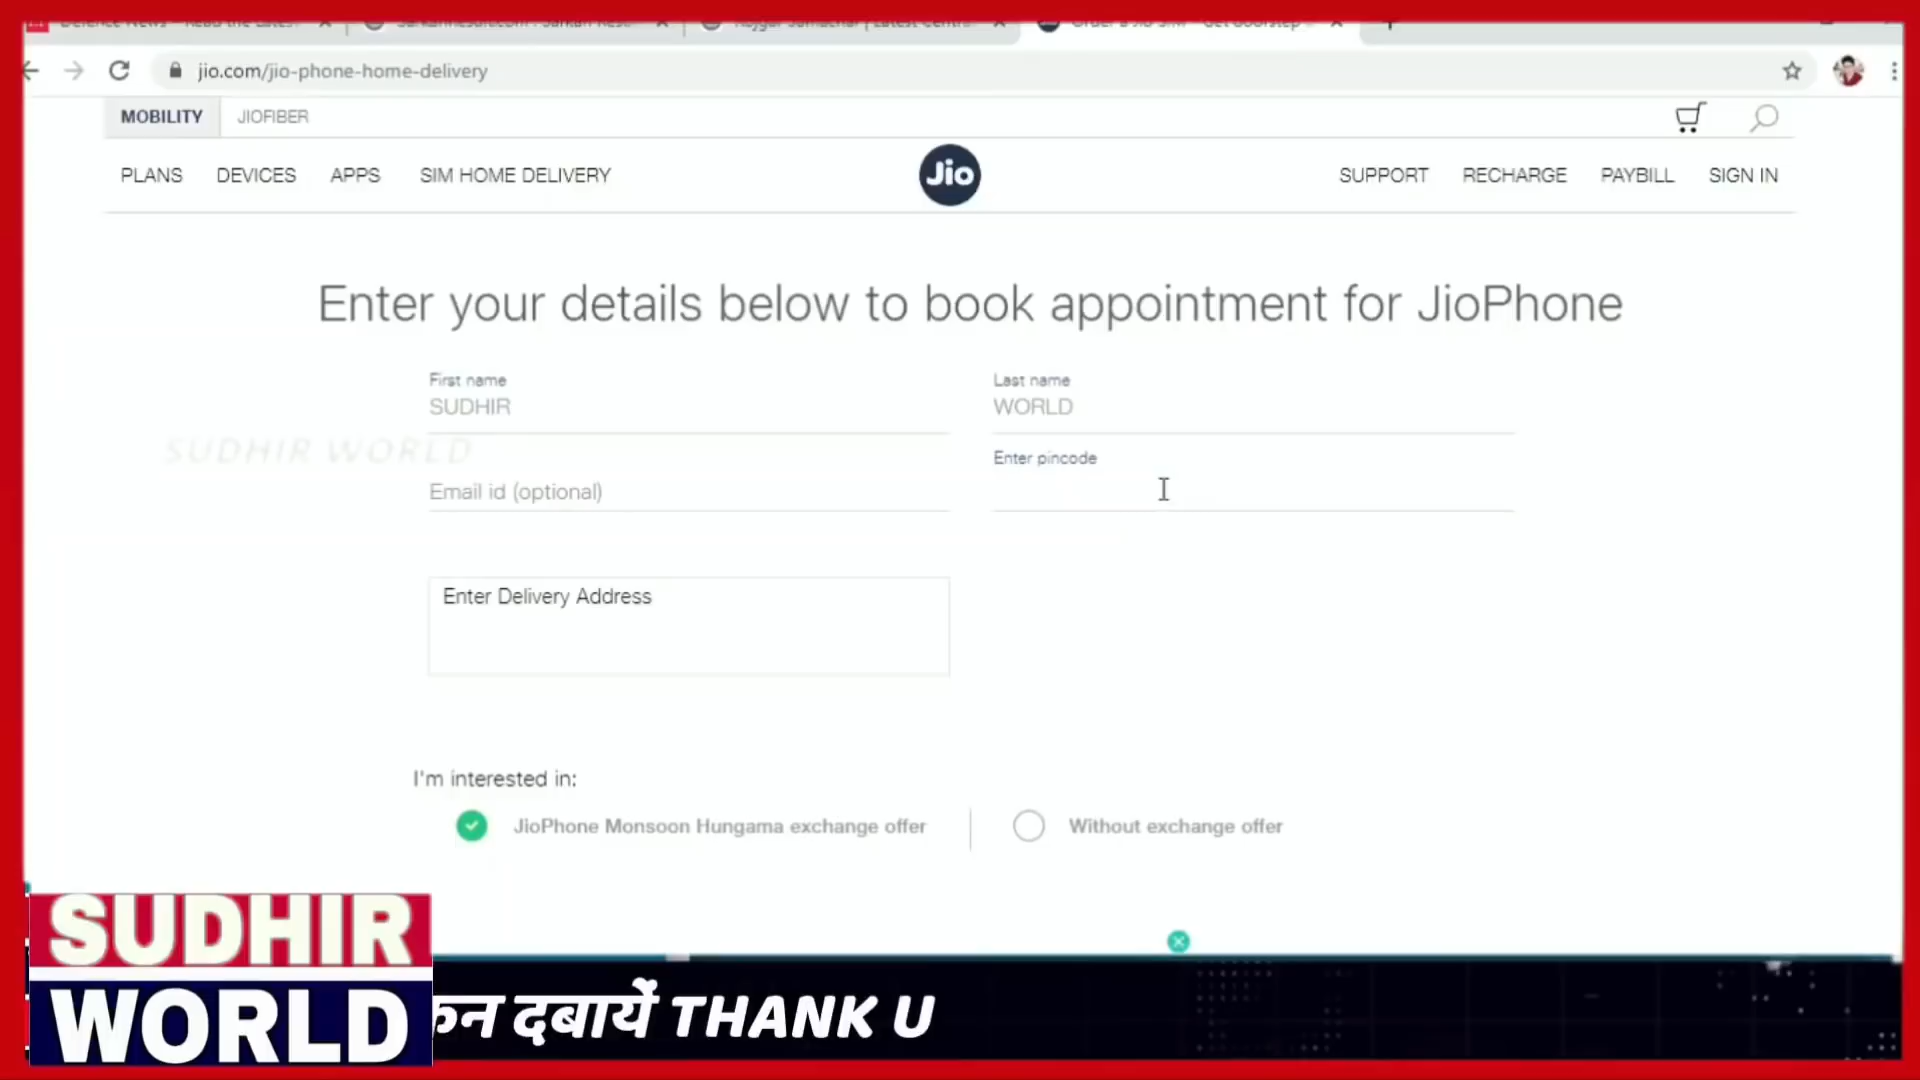 jio.com/jio-phone-home-delivery
MOBILITY JIOFIBER
PLANS DEVICES APPS SIM HOME DELIVERY Jio SUPPORT RECHARGE PAYBILL SIGN IN
Enter your details below to book appointment for JioPhone
First name Last name
SUDHIR WORLD
SUDHIR WORLD
Enter pincode
Email id (optional)
Enter Delivery Address
I'm interested in:
JioPhone Monsoon Hungama exchange offer Without exchange offer
SUDHIR
WORLD
दबायें THANK U